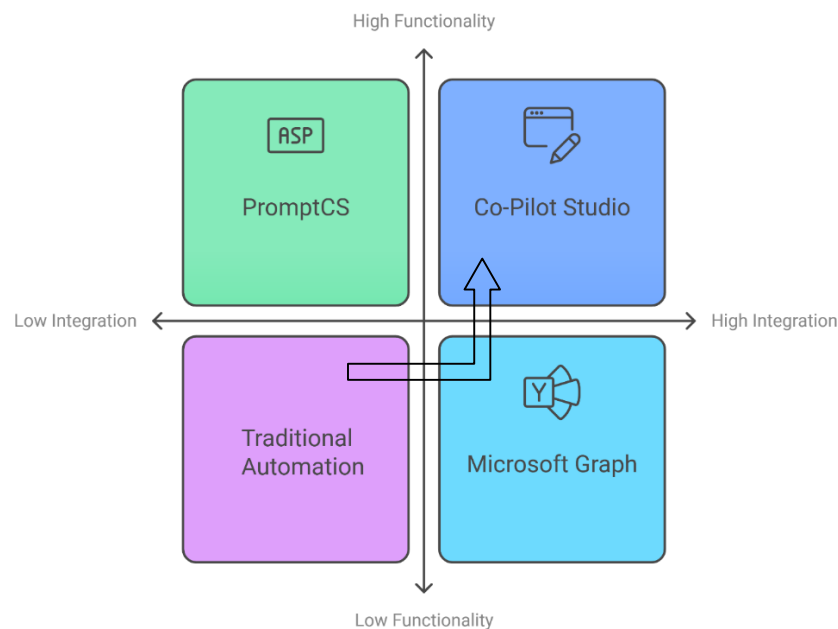 High Functionality
ASP
PromptCS
Co-Pilot Studio
Low Integration
High Integration
Y
Traditional
Automation
Microsoft Graph
Low Functionality